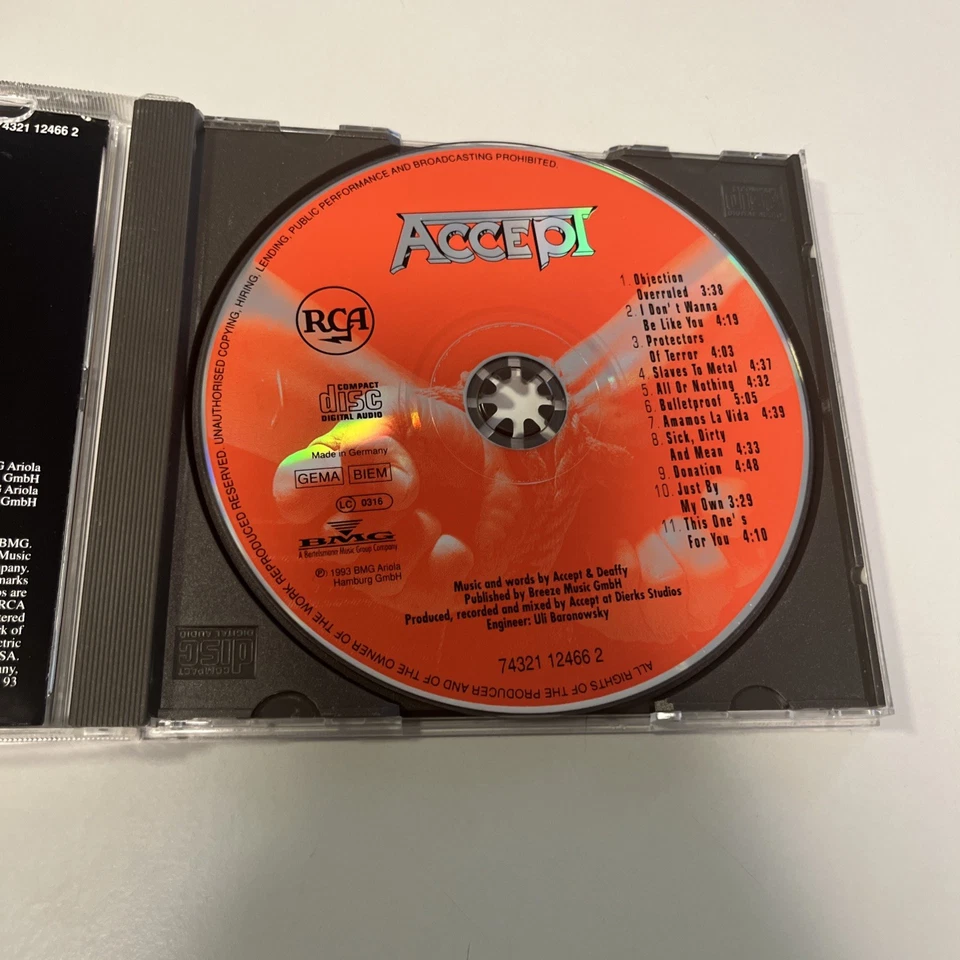 74321 12466 2
G Ariola
GmbH
G Ariola
GmbH
BMG.
Music
mpany.
marks
os are
RCA
tered
rk of
ctric
SA.
any.
93
UNAUTHORISED COPYING, HIRING, LENDING, PUBLIC PERFORMANCE AND BROADCASTING PROHIBITED.
ACCEPT
RCA
COMPACT
disc
DIGITAL AUDIO
Made in Germany
GEMA BIEM
LC 0316
BMG
A Bertelsmann Music Group Company
℗ 1993 BMG Ariola
Hamburg GmbH
1. Objection
Overruled 3:38
2. I Don't Wanna
Be Like You 4:19
3. Protectors
Of Terror 4:03
4. Slaves To Metal 4:37
5. All Or Nothing 4:32
6. Bulletproof 5:05
7. Amamos La Vida 4:39
8. Sick, Dirty
And Mean 4:33
9. Donation 4:48
10. Just By
My Own 3:29
11. This One's
For You 4:10
Music and words by Accept & Deaffy
Published by Breeze Music GmbH
Produced, recorded and mixed by Accept at Dierks Studios
Engineer: Uli Baronowsky
74321 12466 2
ALL RIGHTS OF THE PRODUCER AND OF THE OWNER OF THE WORK REPRODUCED RESERVED.
COMPACT
disc
DIGITAL AUDIO